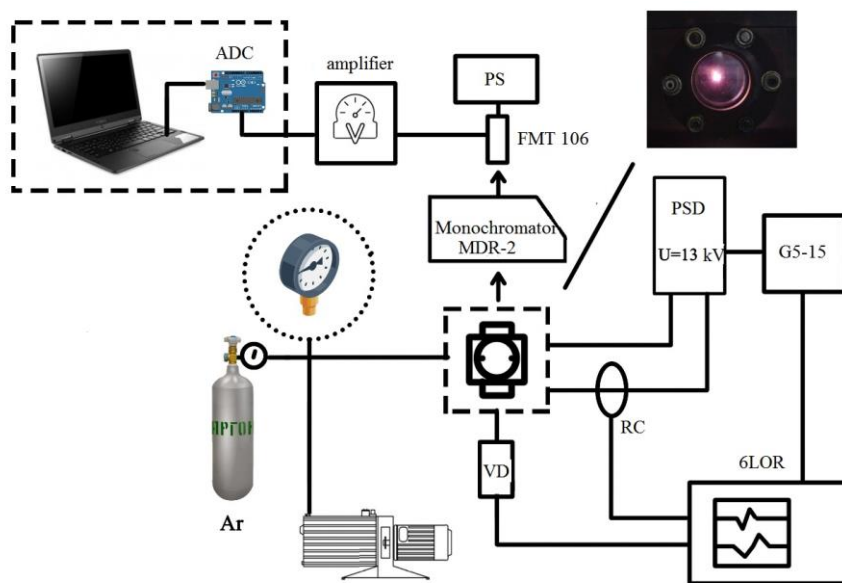 ADC
amplifier
V
PS
FMT 106
Monochromator
MDR-2
PSD
U=13 kV
G5-15
АРГОН
Ar
VD
RC
6LOR